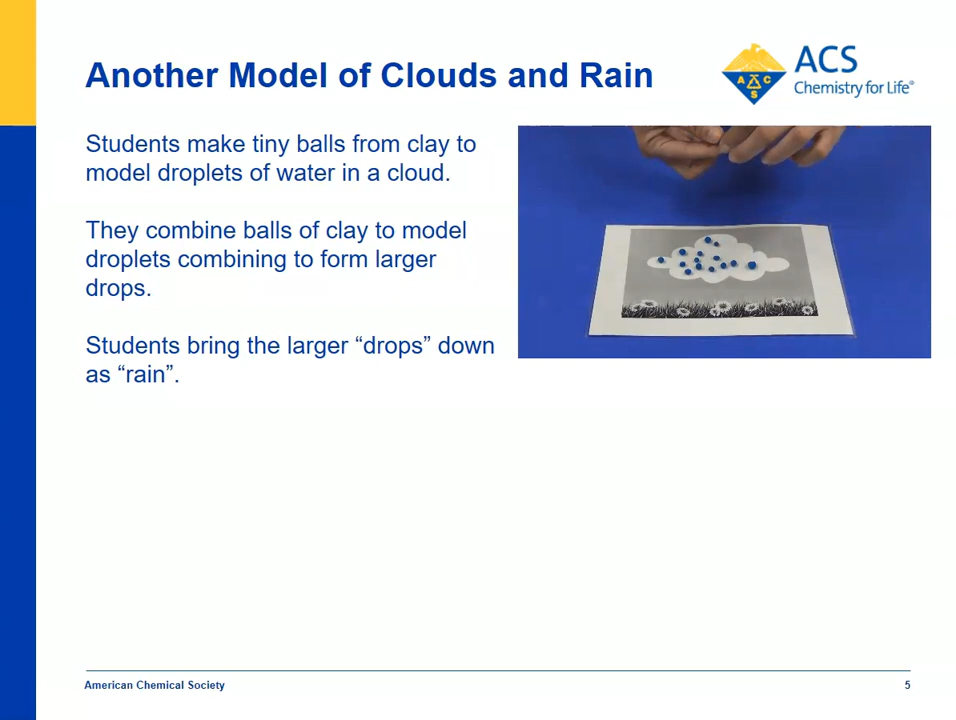 Another Model of Clouds and Rain
A C S
ACS
Chemistry for Life®
Students make tiny balls from clay to
model droplets of water in a cloud.
They combine balls of clay to model
droplets combining to form larger
drops.
Students bring the larger “drops” down
as “rain”.
American Chemical Society
5